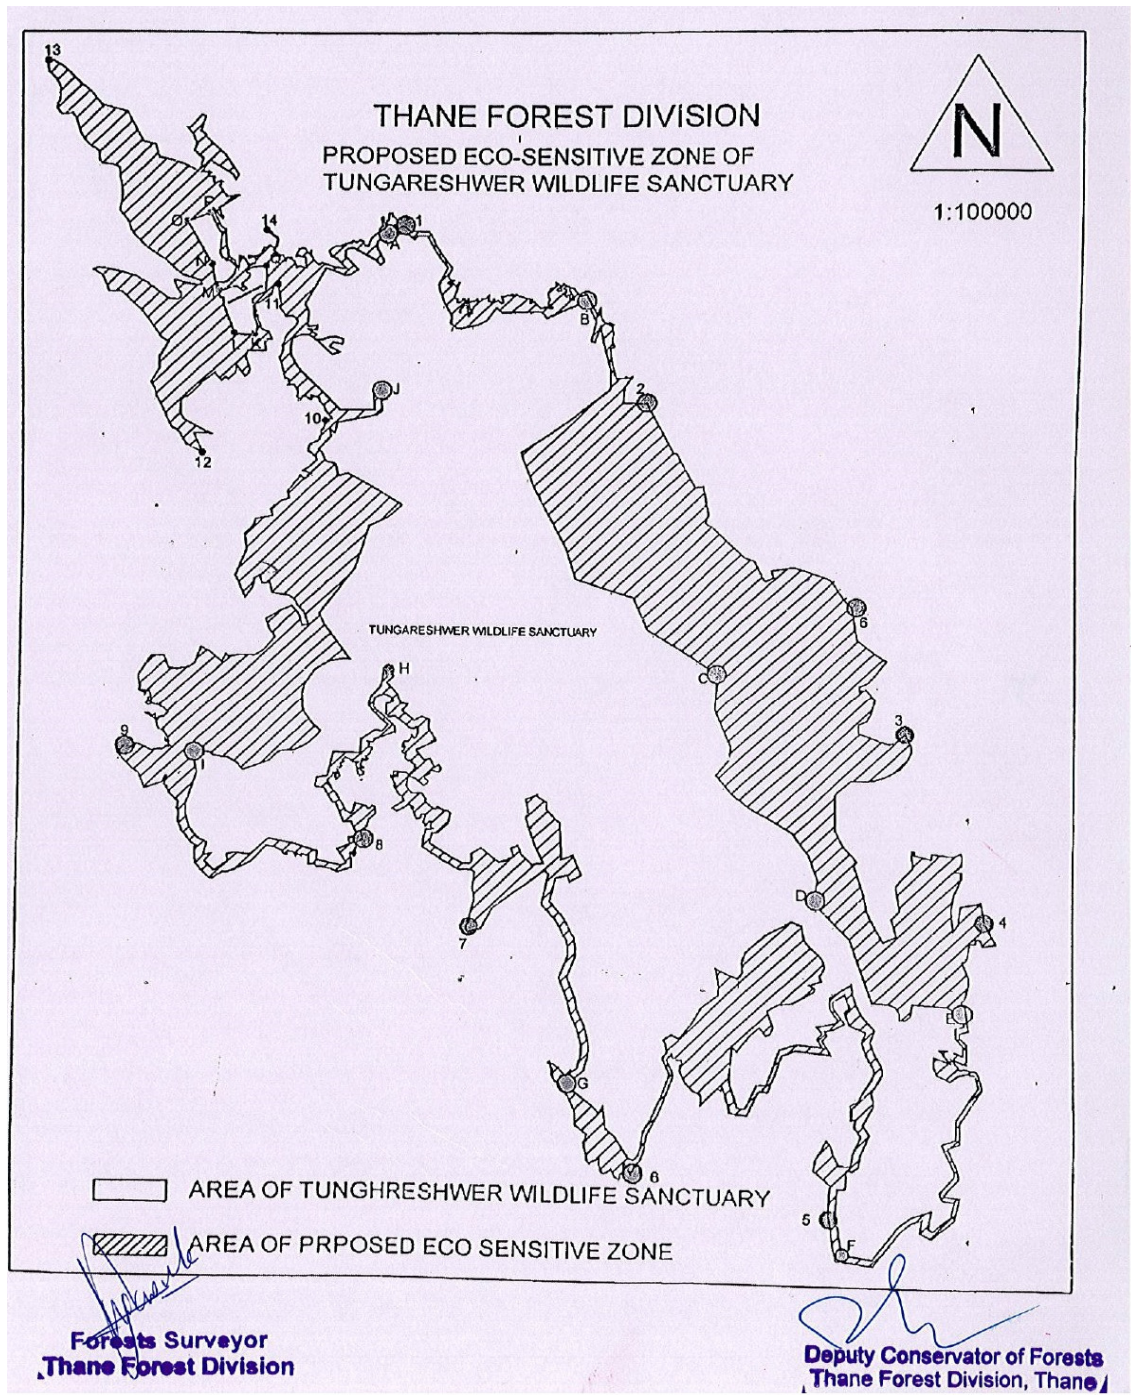 13
THANE FOREST DIVISION
PROPOSED ECO-SENSITIVE ZONE OF
TUNGARESHWER WILDLIFE SANCTUARY
N
1:100000
P
O
14
1
A
N
Q
M
11
B
K
2
J
10
12
6
TUNGARESHWER WILDLIFE SANCTUARY
H
C
3
9
I
8
D
7
4
E
G
6
5
F
AREA OF TUNGHRESHWER WILDLIFE SANCTUARY
AREA OF PRPOSED ECO SENSITIVE ZONE
Forests Surveyor
Thane Forest Division
Deputy Conservator of Forests
Thane Forest Division, Thane